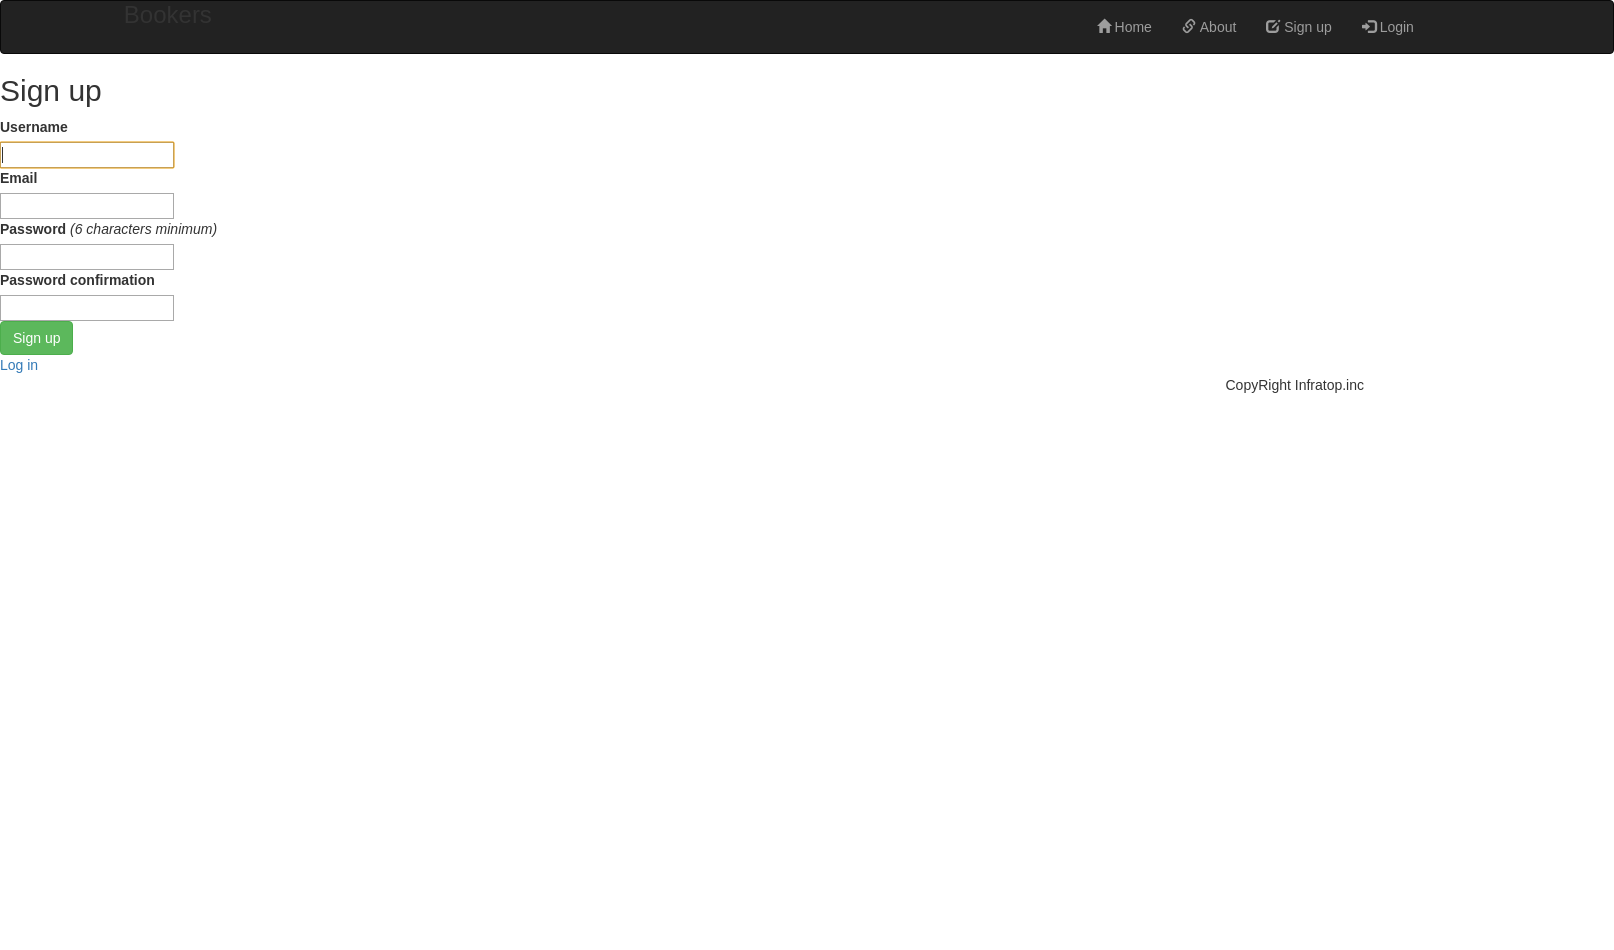 Bookers
Home About Sign up Login
Sign up
Username
Email
Password (6 characters minimum)
Password confirmation
Sign up
Log in
CopyRight Infratop.inc